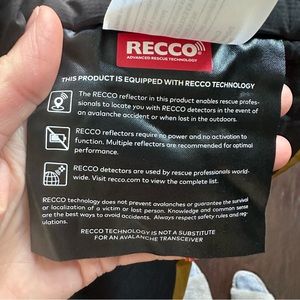 RECCO
ADVANCED RESCUE TECHNOLOGY
THIS PRODUCT IS EQUIPPED WITH RECCO TECHNOLOGY
The RECCO reflector in this product enables rescue profes-
sionals to locate you with RECCO detectors in the event of
an avalanche accident or when lost in the outdoors.
RECCO reflectors require no power and no activation to
function. Multiple reflectors are recommended for optimal
performance.
RECCO detectors are used by rescue professionals world-
wide. Visit recco.com to view the complete list.
RECCO technology does not prevent avalanches or guarantee the survival
or localization of a victim or lost person. Knowledge and common sense
are the best ways to avoid accidents. Always respect safety rules and reg-
ulations.
RECCO TECHNOLOGY IS NOT A SUBSTITUTE
FOR AN AVALANCHE TRANSCEIVER